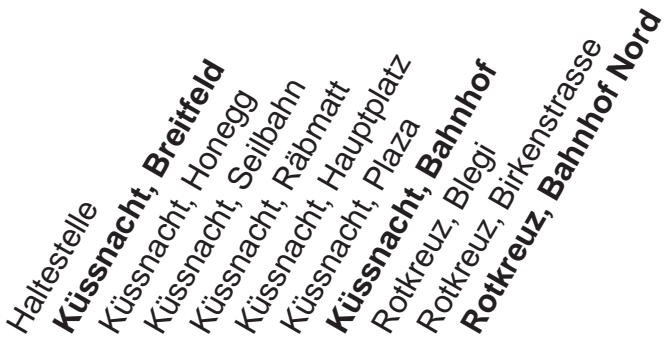 Haltestelle
Küssnacht, Breitfeld
Küssnacht, Honegg
Küssnacht, Seilbahn
Küssnacht, Räbmatt
Küssnacht, Hauptplatz
Küssnacht, Plaza
Küssnacht, Bahnhof
Rotkreuz, Blegi
Rotkreuz, Birkenstrasse
Rotkreuz, Bahnhof Nord